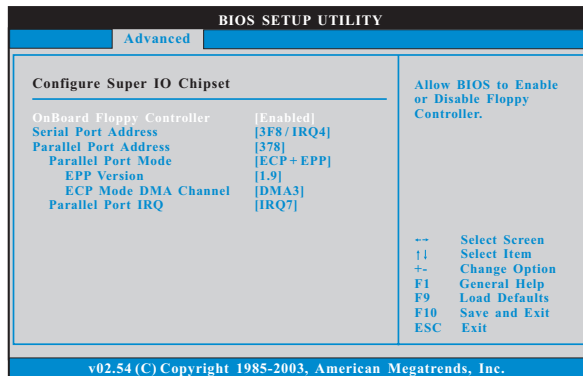 BIOS SETUP UTILITY
Advanced
Configure Super IO Chipset
OnBoard Floppy Controller [Enabled]
Serial Port Address [3F8 / IRQ4]
Parallel Port Address [378]
Parallel Port Mode [ECP + EPP]
EPP Version [1.9]
ECP Mode DMA Channel [DMA3]
Parallel Port IRQ [IRQ7]
Allow BIOS to Enable
or Disable Floppy
Controller.
←→ Select Screen
↑↓ Select Item
+- Change Option
F1 General Help
F9 Load Defaults
F10 Save and Exit
ESC Exit
v02.54 (C) Copyright 1985-2003, American Megatrends, Inc.